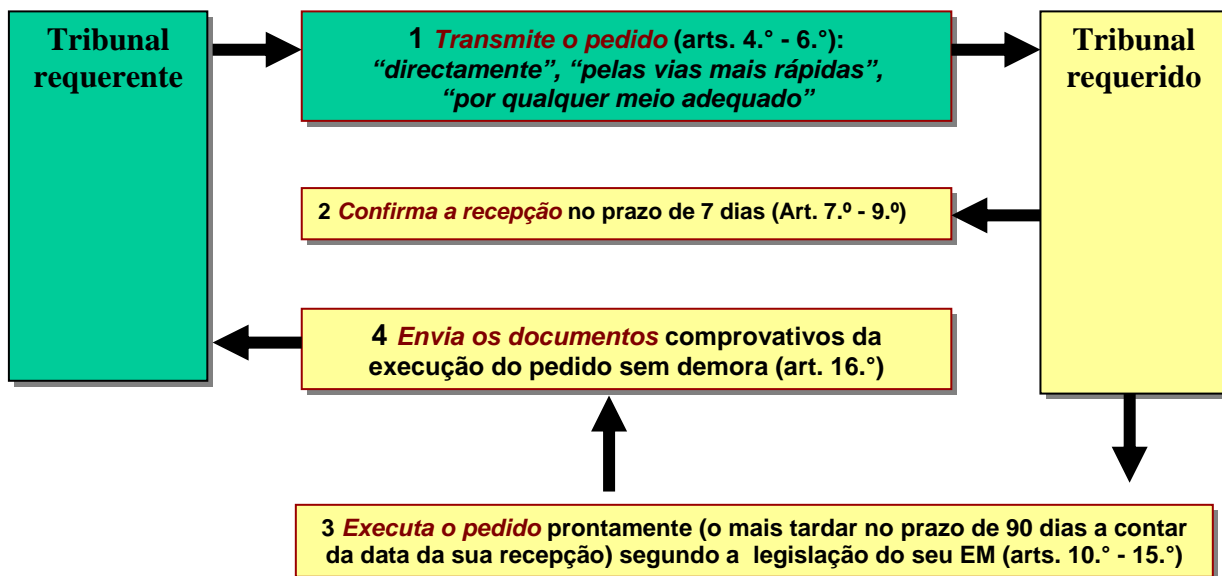 Tribunal
requerente
1 Transmite o pedido (arts. 4.° - 6.°):
“directamente”, “pelas vias mais rápidas”,
“por qualquer meio adequado”
Tribunal
requerido
2 Confirma a recepção no prazo de 7 dias (Art. 7.º - 9.º)
4 Envia os documentos comprovativos da
execução do pedido sem demora (art. 16.°)
3 Executa o pedido prontamente (o mais tardar no prazo de 90 dias a contar
da data da sua recepção) segundo a legislação do seu EM (arts. 10.° - 15.°)